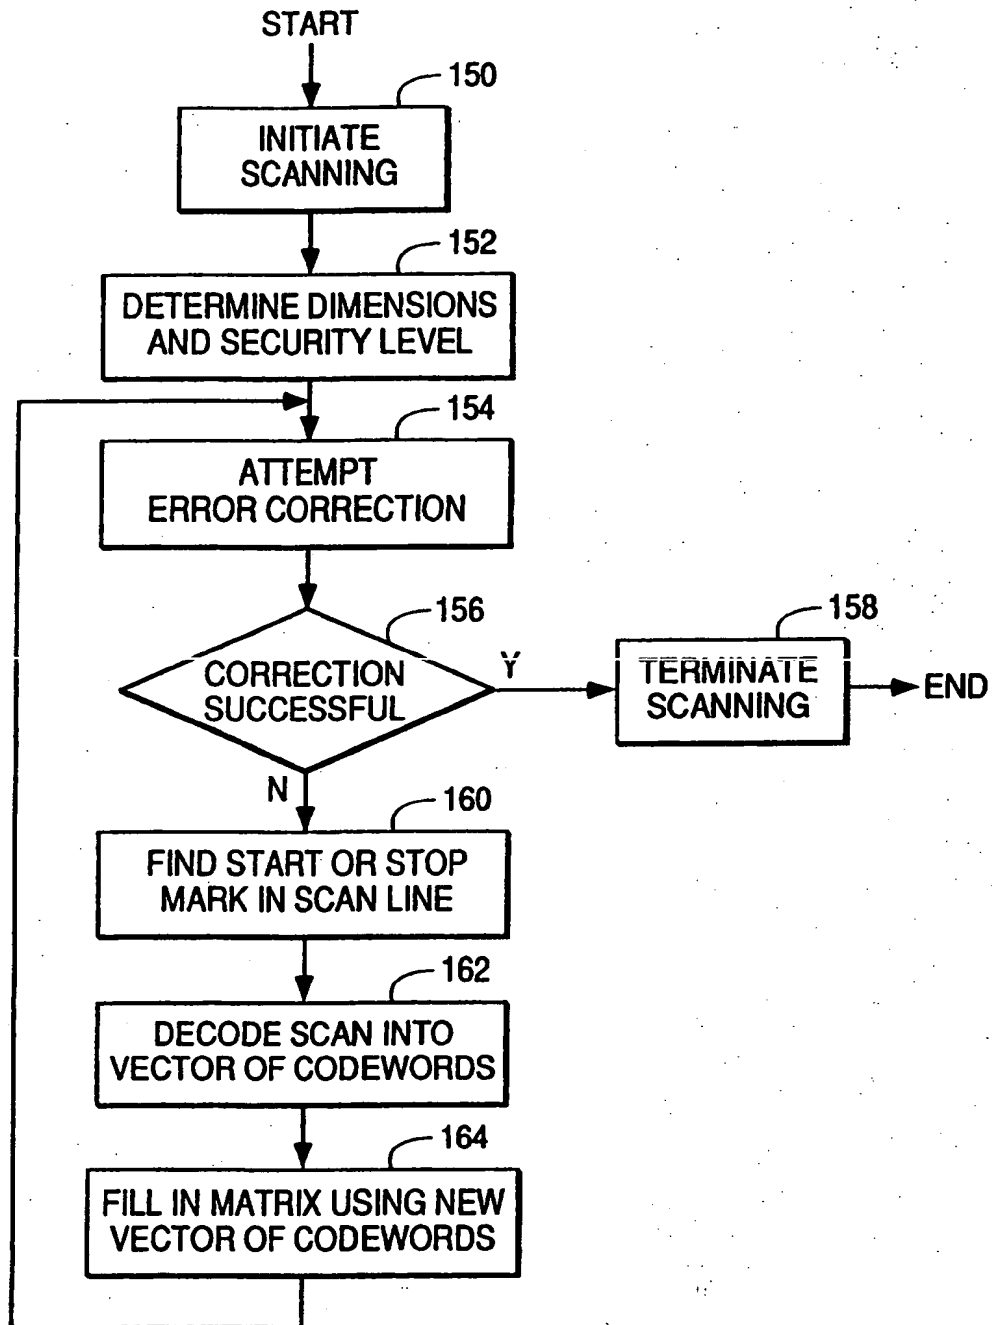 START
150
INITIATE
SCANNING
152
DETERMINE DIMENSIONS
AND SECURITY LEVEL
154
ATTEMPT
ERROR CORRECTION
156
CORRECTION
SUCCESSFUL
Y
158
TERMINATE
SCANNING
END
N
160
FIND START OR STOP
MARK IN SCAN LINE
162
DECODE SCAN INTO
VECTOR OF CODEWORDS
164
FILL IN MATRIX USING NEW
VECTOR OF CODEWORDS